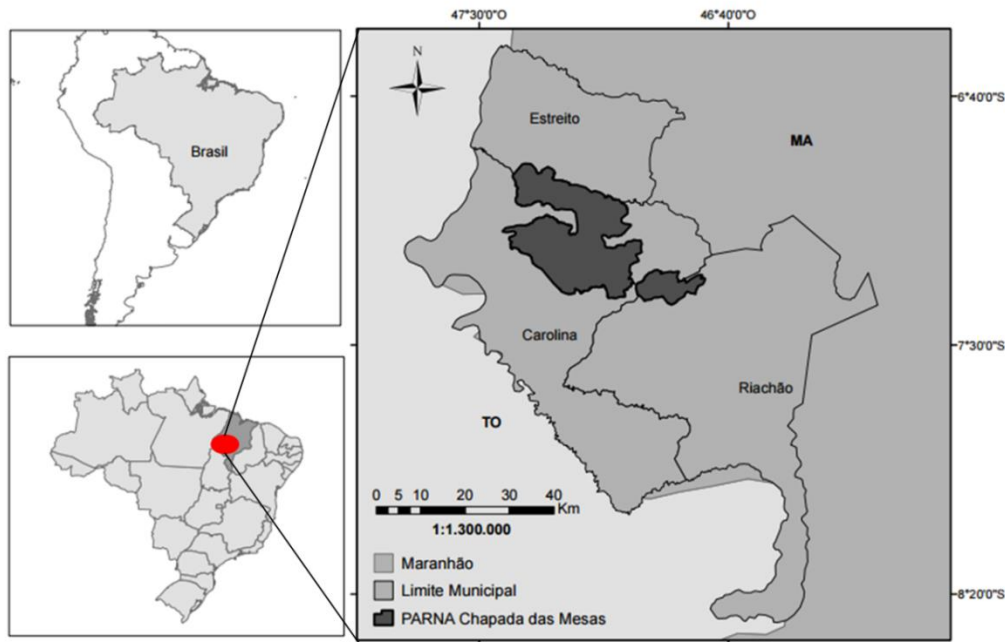 Brasil
47°30'0"O
46°40'0"O
N
6°40'0"S
Estreito
MA
Carolina
7°30'0"S
Riachão
TO
0 5 10 20 30 40
Km
1:1.300.000
Maranhão
Limite Municipal
PARNA Chapada das Mesas
8°20'0"S